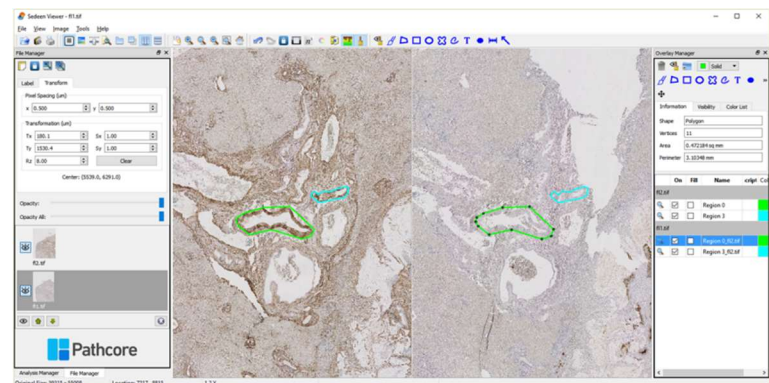 Sedeen Viewer - fl1.tif
File View Image Tools Help
File Manager
Label Transform
Pixel Spacing (um)
x 0.500 y 0.500
Transformation (um)
Tx 180.1 Sx 1.00
Ty 1530.4 Sy 1.00
Rz 8.00 Clear
Center: (5539.0, 6291.0)
Opacity:
Opacity All:
fl2.tif
fl1.tif
Pathcore
Analysis Manager File Manager
Overlay Manager
Solid
T
Information Visibility Color List
Shape Polygon
Vertices 11
Area 0.472184 sq mm
Perimeter 3.10348 mm
On Fill Name cript Col
fl2.tif
Region 0
Region 3
fl1.tif
Region 0_fl2.tif
Region 3_fl2.tif